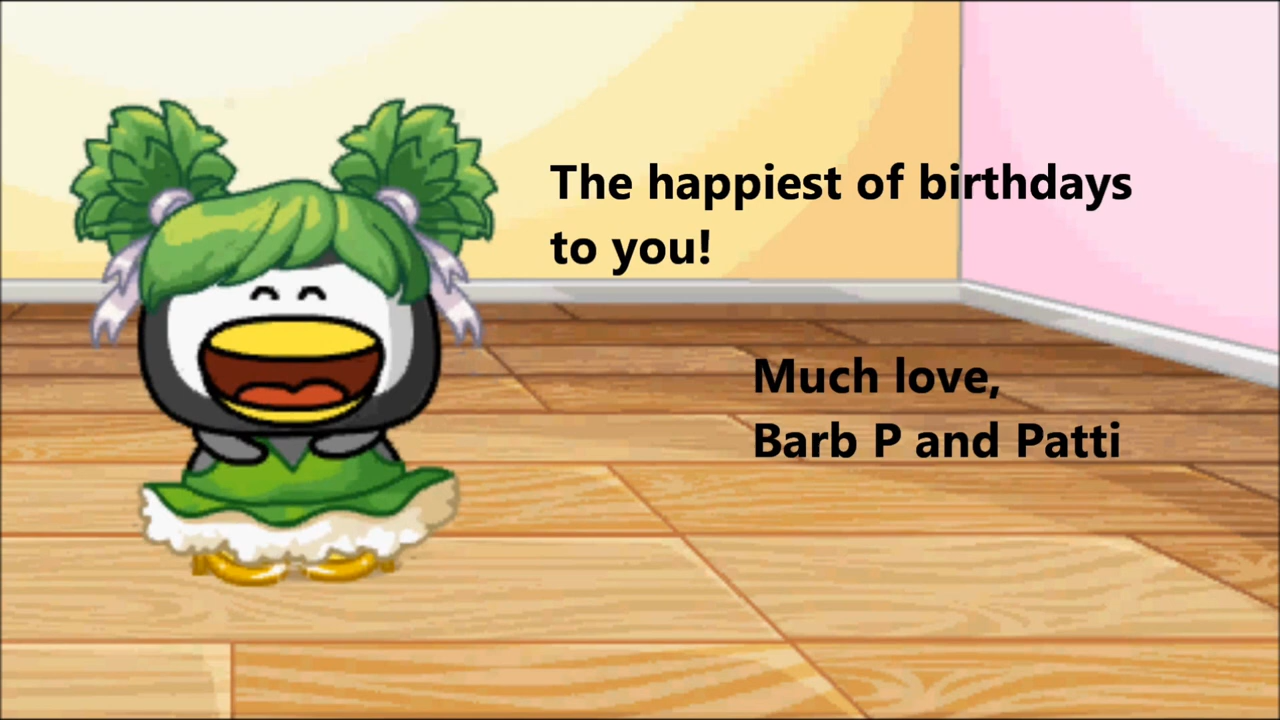 The happiest of birthdays
to you!
Much love,
Barb P and Patti